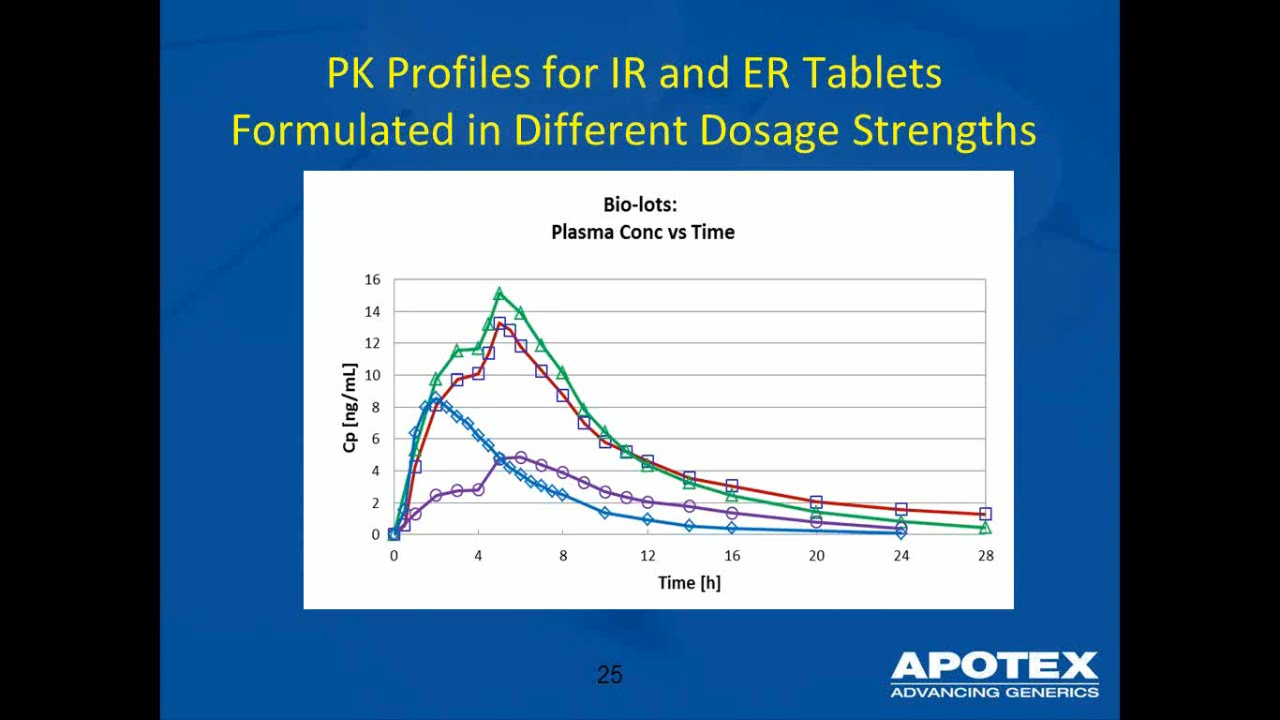 PK Profiles for IR and ER Tablets
Formulated in Different Dosage Strengths
Bio-lots:
Plasma Conc vs Time
16
14
12
10
8
6
4
2
0
Cp [ng/mL]
0 4 8 12 16 20 24 28
Time [h]
25
APOTEX
ADVANCING GENERICS